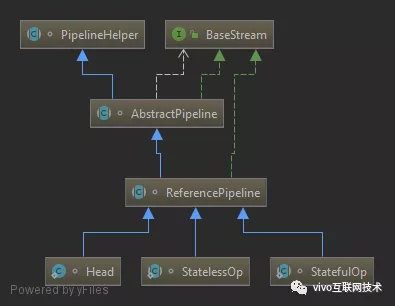 PipelineHelper
BaseStream
AbstractPipeline
ReferencePipeline
Head
StatelessOp
StatefulOp
Powered by yFiles
vivo互联网技术